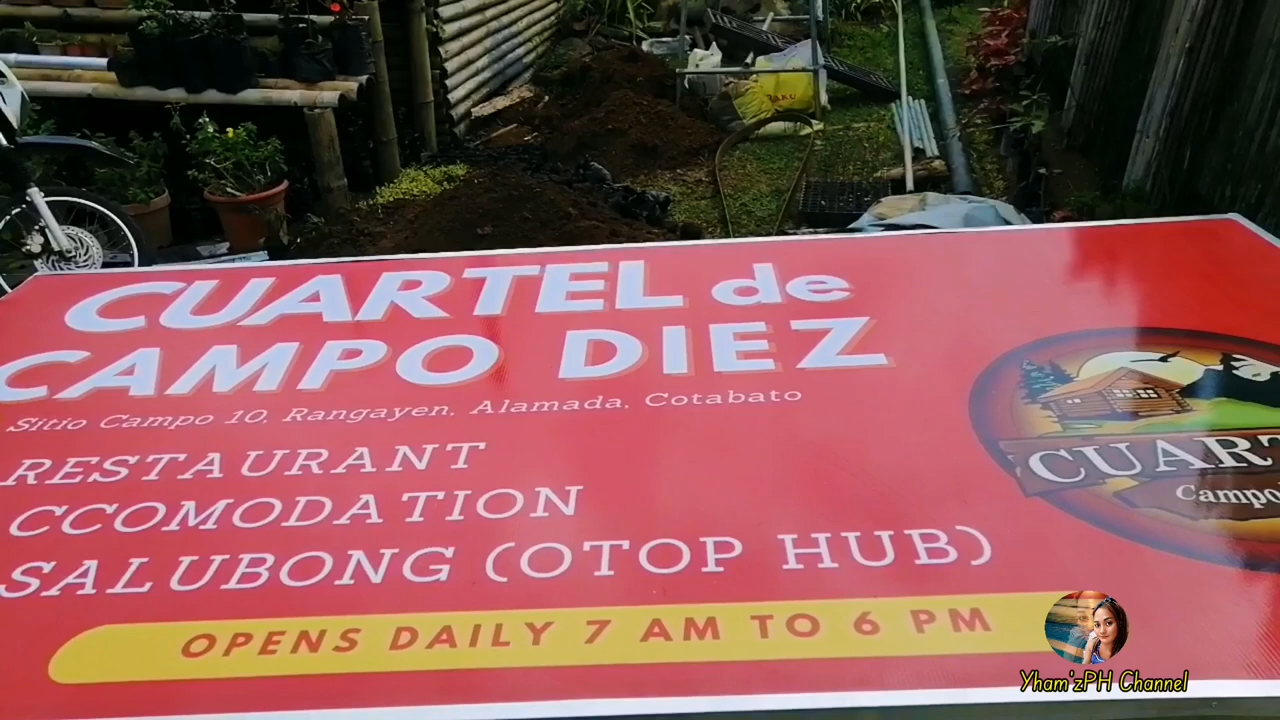 CUARTEL de
CAMPO DIEZ
Sitio Campo 10, Rangayen, Alamada, Cotabato
RESTAURANT
CCOMODATION
SALUBONG (OTOP HUB)
OPENS DAILY 7 AM TO 6 PM
CUART
Campo
Yham'zPH Channel